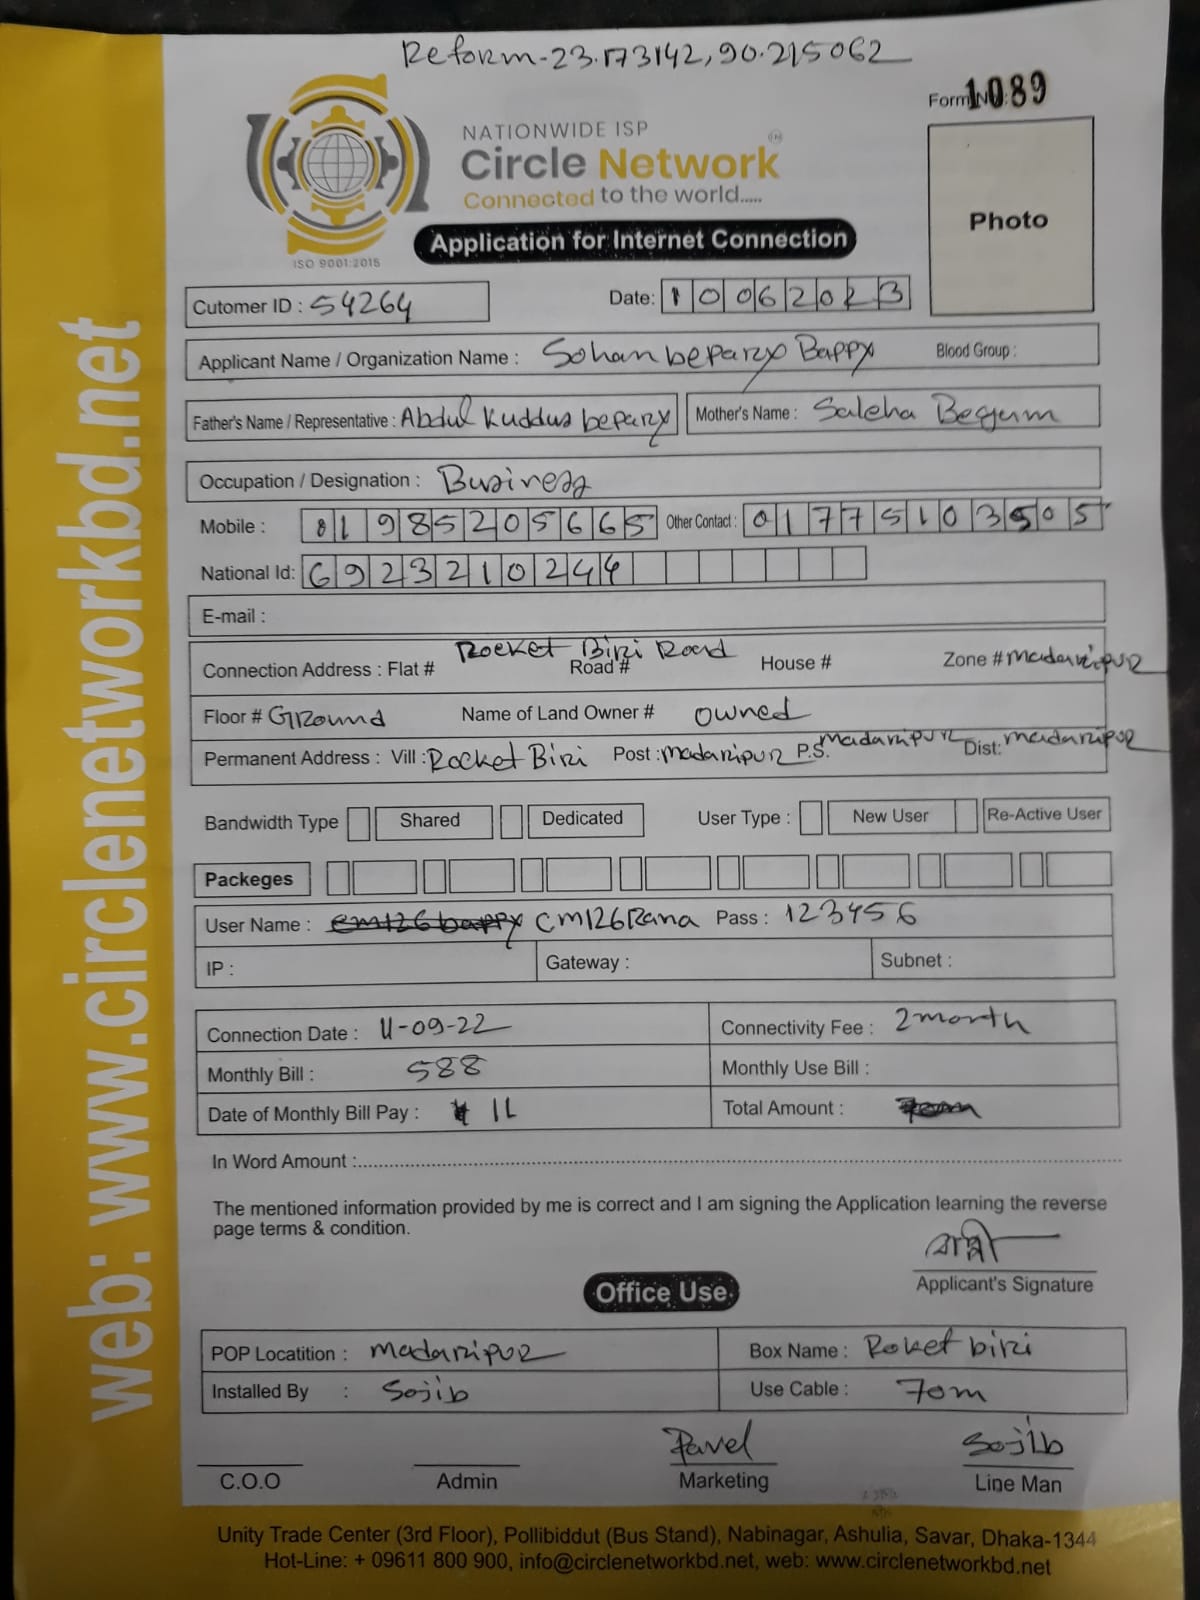 Reform-23.173142,90.215062
Form No: 1089
NATIONWIDE ISP
Circle Network
Connected to the world.....
ISO 9001:2015
Application for Internet Connection
Photo
Cutomer ID : 54264
Date: 10062023
Applicant Name / Organization Name : Sohan bepary Bappy Blood Group :
Father's Name / Representative : Abdul Kuddus bepary Mother's Name : Saleha Begum
Occupation / Designation : Business
Mobile : 01985205665 Other Contact : 01775103505
National Id: 6923210244
E-mail :
Connection Address : Flat # Rocket Biri Road Road # House # Zone # madaripur
Floor # Ground Name of Land Owner # owned
Permanent Address : Vill : Rocket Biri Post : madaripur P.S. madaripur Dist: madaripur
Bandwidth Type Shared Dedicated User Type : New User Re-Active User
Packeges
User Name : cm126bappy cm126Rana Pass : 123456
IP : Gateway : Subnet :
Connection Date : 11-09-22 Connectivity Fee : 2 month
Monthly Bill : 588 Monthly Use Bill :
Date of Monthly Bill Pay : 11 Total Amount :
In Word Amount :
The mentioned information provided by me is correct and I am signing the Application learning the reverse
page terms & condition.
Applicant's Signature
Office Use
POP Locatition : madaripur Box Name : Roket biri
Installed By : Sojib Use Cable : 70m
Pavel Sojib
C.O.O Admin Marketing Line Man
Unity Trade Center (3rd Floor), Pollibiddut (Bus Stand), Nabinagar, Ashulia, Savar, Dhaka-1344
Hot-Line: + 09611 800 900, info@circlenetworkbd.net, web: www.circlenetworkbd.net
web: www.circlenetworkbd.net